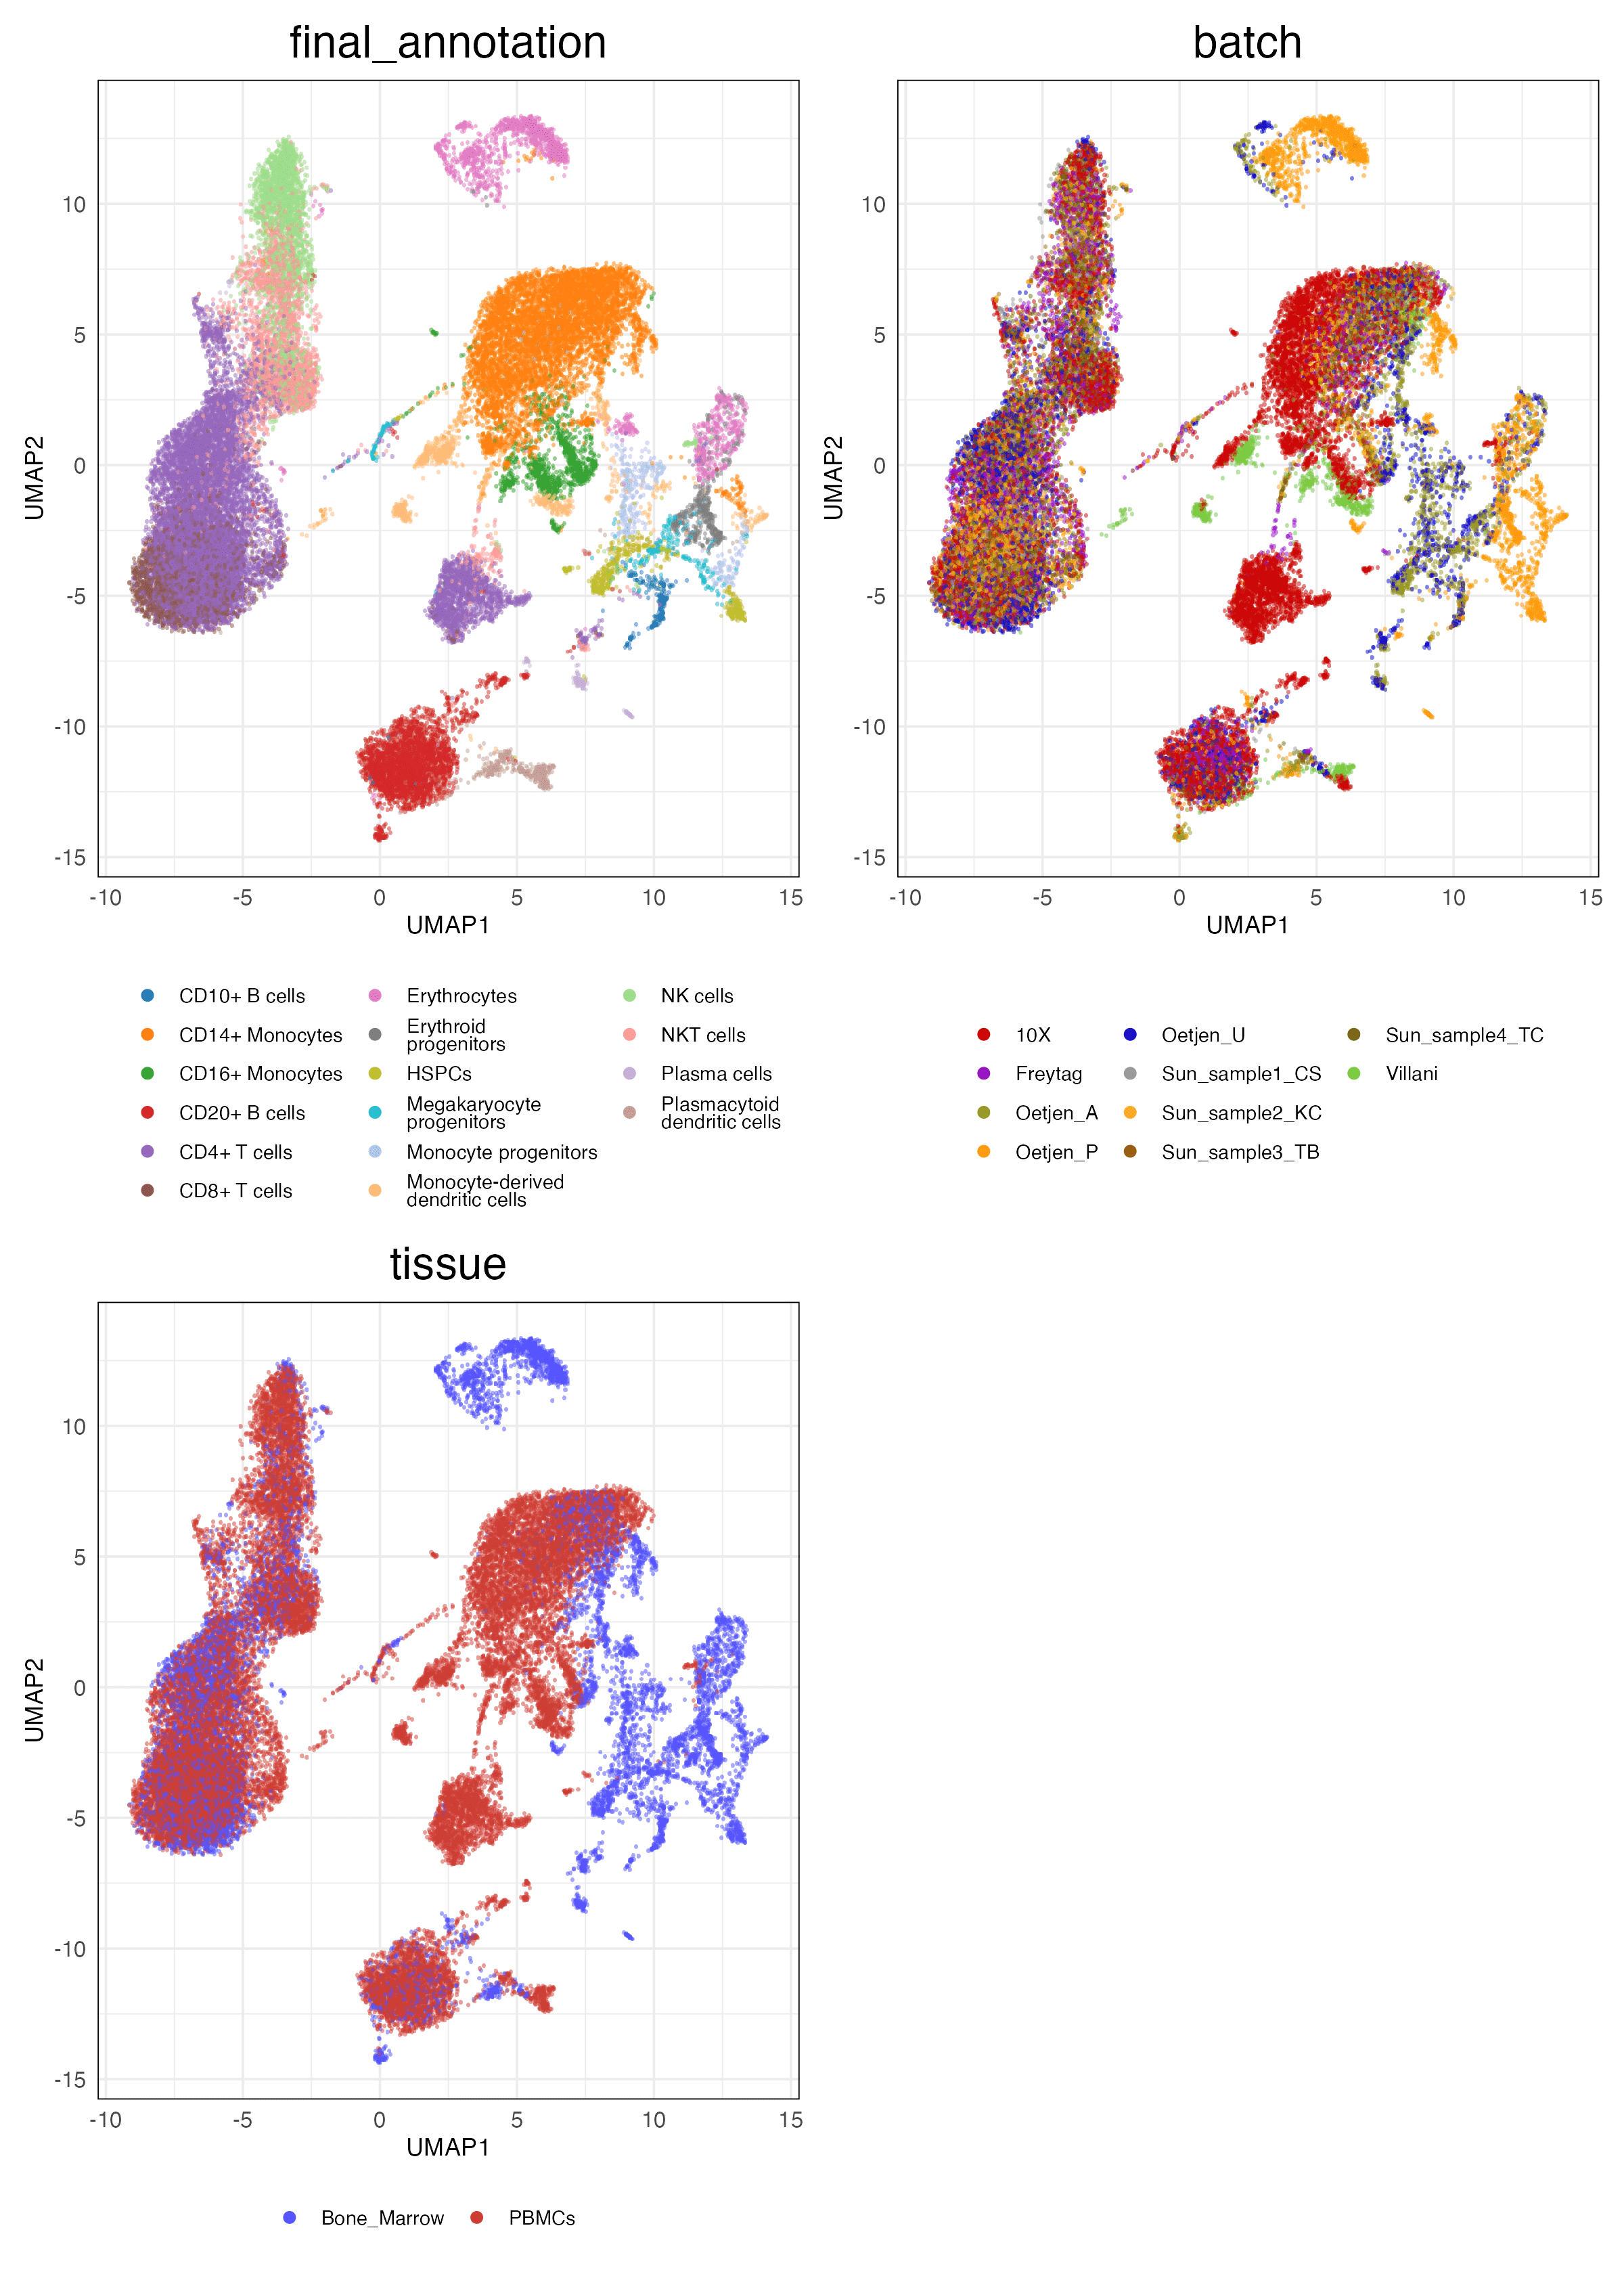 final_annotation
batch
10
5
0
-5
-10
-15
UMAP2
-10 -5 0 5 10 15
UMAP1
10
5
0
-5
-10
-15
UMAP2
-10 -5 0 5 10 15
UMAP1
CD10+ B cells
CD14+ Monocytes
CD16+ Monocytes
CD20+ B cells
CD4+ T cells
CD8+ T cells
Erythrocytes
Erythroid
progenitors
HSPCs
Megakaryocyte
progenitors
Monocyte progenitors
Monocyte-derived
dendritic cells
NK cells
NKT cells
Plasma cells
Plasmacytoid
dendritic cells
10X
Freytag
Oetjen_A
Oetjen_P
Oetjen_U
Sun_sample1_CS
Sun_sample2_KC
Sun_sample3_TB
Sun_sample4_TC
Villani
tissue
10
5
0
-5
-10
-15
UMAP2
-10 -5 0 5 10 15
UMAP1
Bone_Marrow
PBMCs